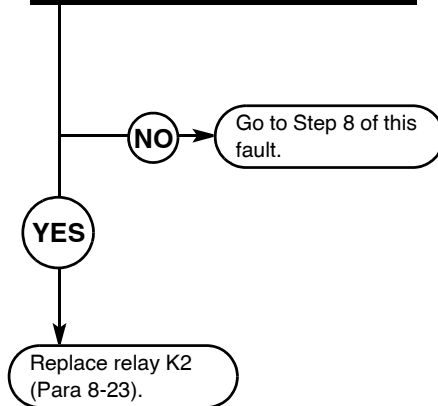 NO
Go to Step 8 of this
fault.
YES
Replace relay K2
(Para 8-23).